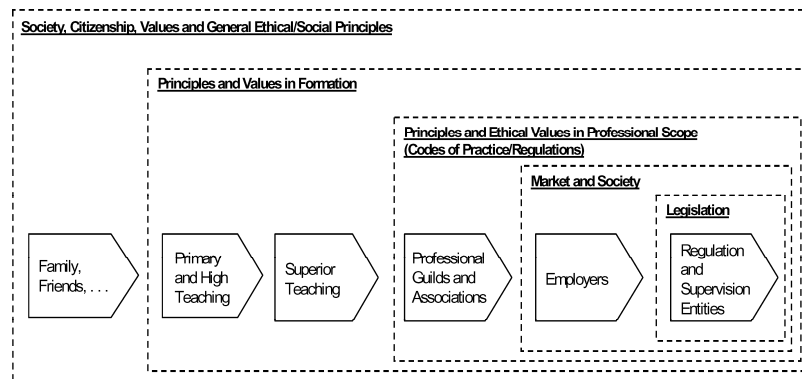 Society, Citizenship, Values and General Ethical/Social Principles
Principles and Values in Formation
Principles and Ethical Values in Professional Scope
(Codes of Practice/Regulations)
Market and Society
Legislation
Family,
Friends, . . .
Primary
and High
Teaching
Superior
Teaching
Professional
Guilds and
Associations
Employers
Regulation
and
Supervision
Entities